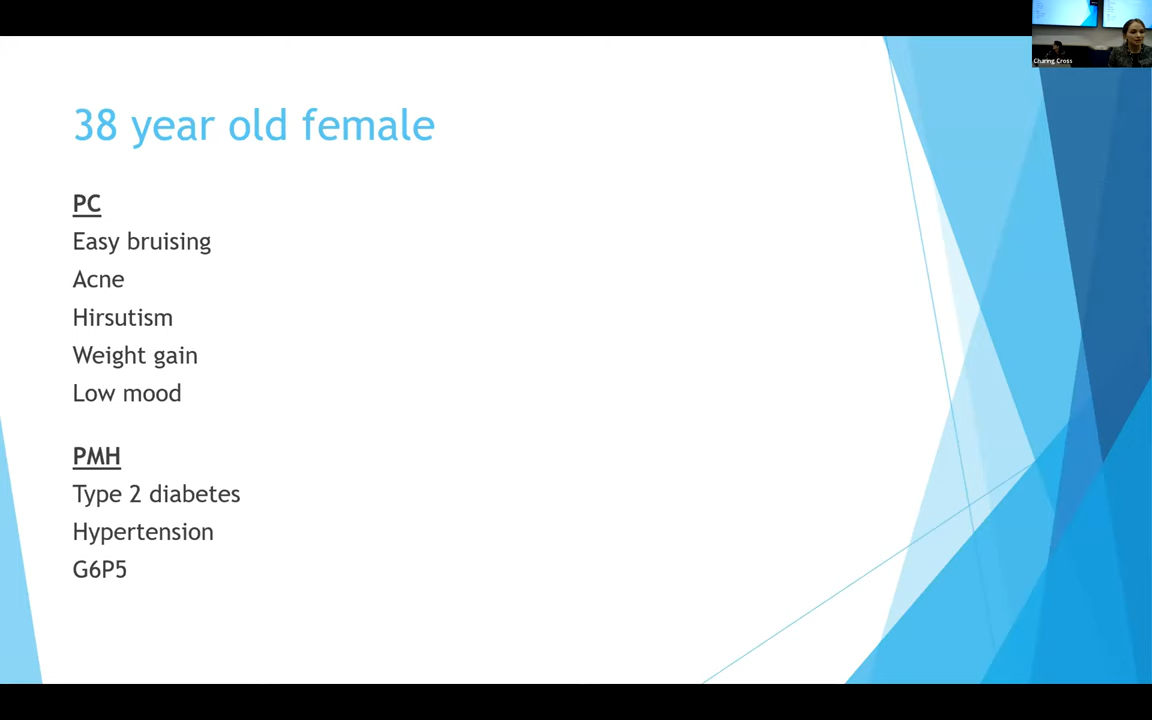 Charing Cross
38 year old female
PC
Easy bruising
Acne
Hirsutism
Weight gain
Low mood
PMH
Type 2 diabetes
Hypertension
G6P5